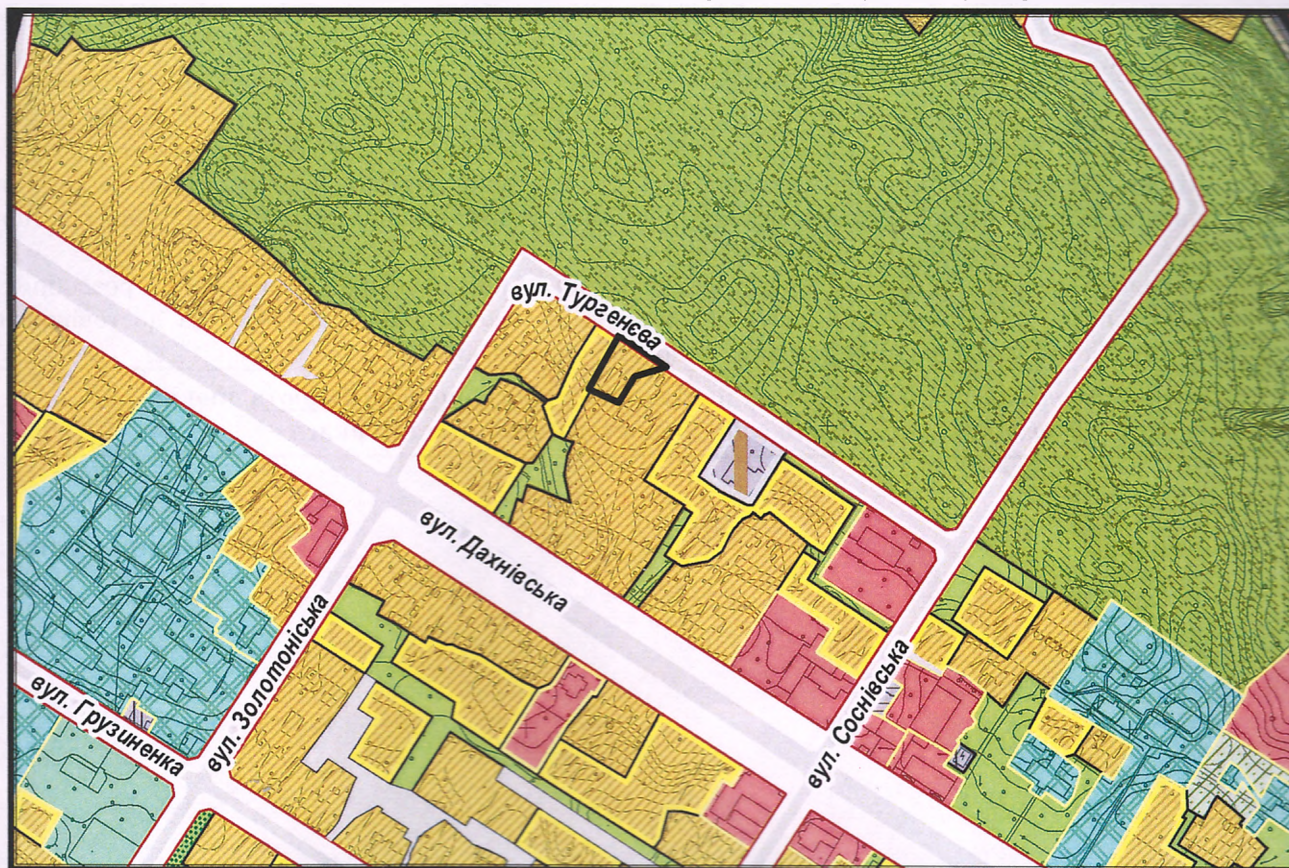 вул. Тургенєва
вул. Дахнівська
вул. Золотоніська
вул. Грузиненка
вул. Соснівська